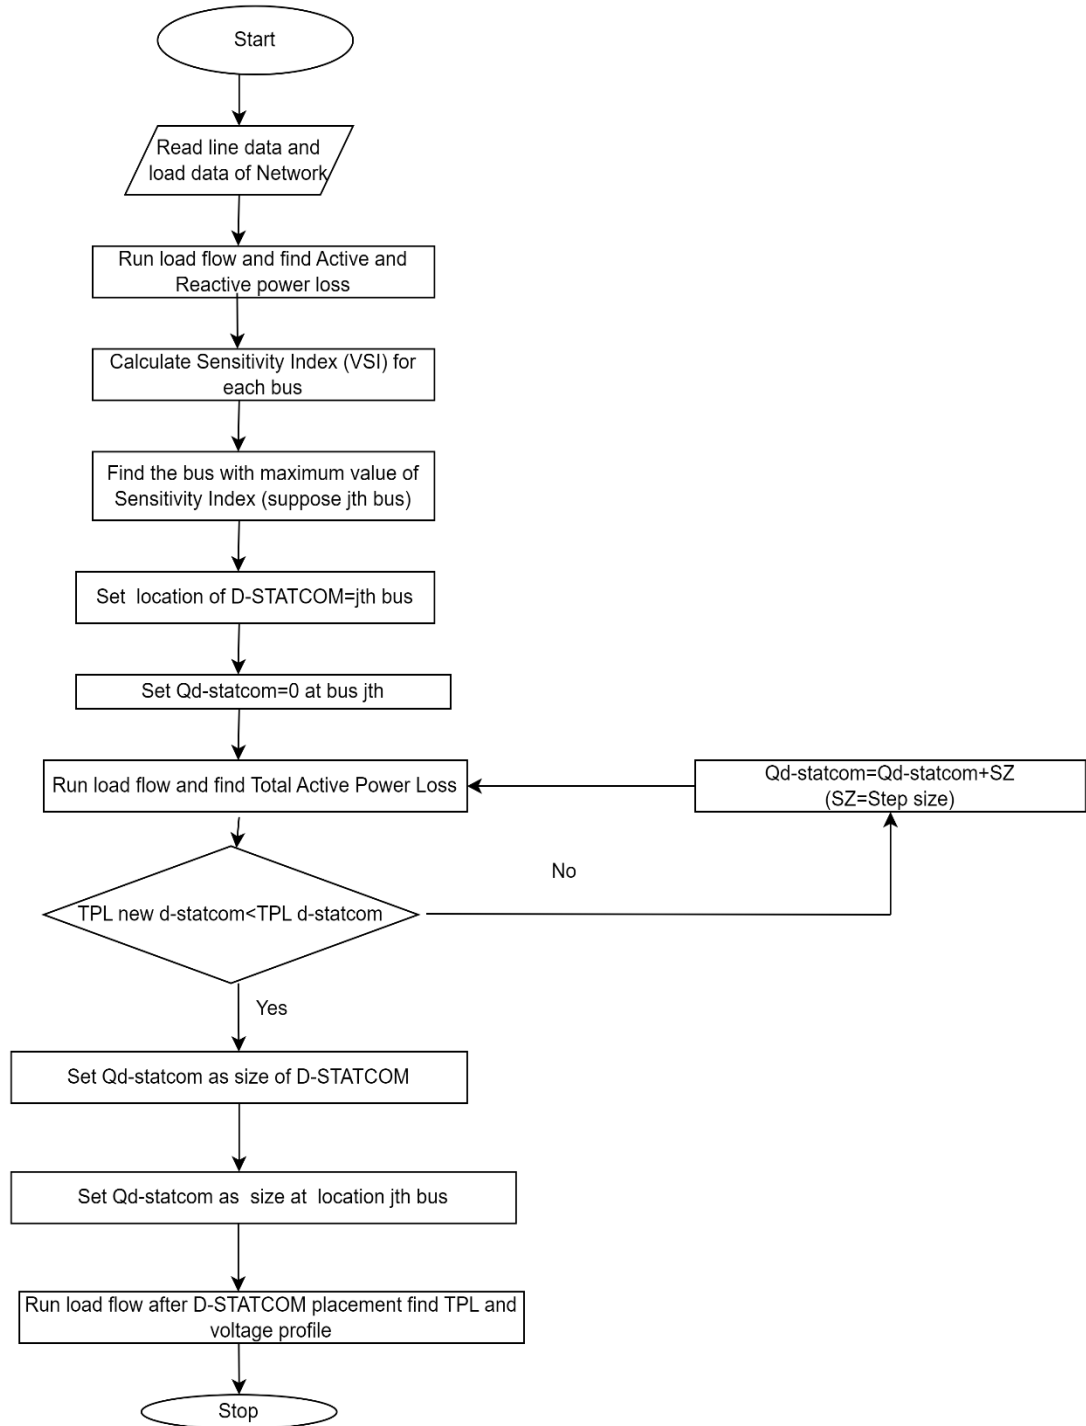 Start
Read line data and
load data of Network
Run load flow and find Active and
Reactive power loss
Calculate Sensitivity Index (VSI) for
each bus
Find the bus with maximum value of
Sensitivity Index (suppose jth bus)
Set location of D-STATCOM=jth bus
Set Qd-statcom=0 at bus jth
Run load flow and find Total Active Power Loss
Qd-statcom=Qd-statcom+SZ
(SZ=Step size)
No
TPL new d-statcom<TPL d-statcom
Yes
Set Qd-statcom as size of D-STATCOM
Set Qd-statcom as size at location jth bus
Run load flow after D-STATCOM placement find TPL and
voltage profile
Stop